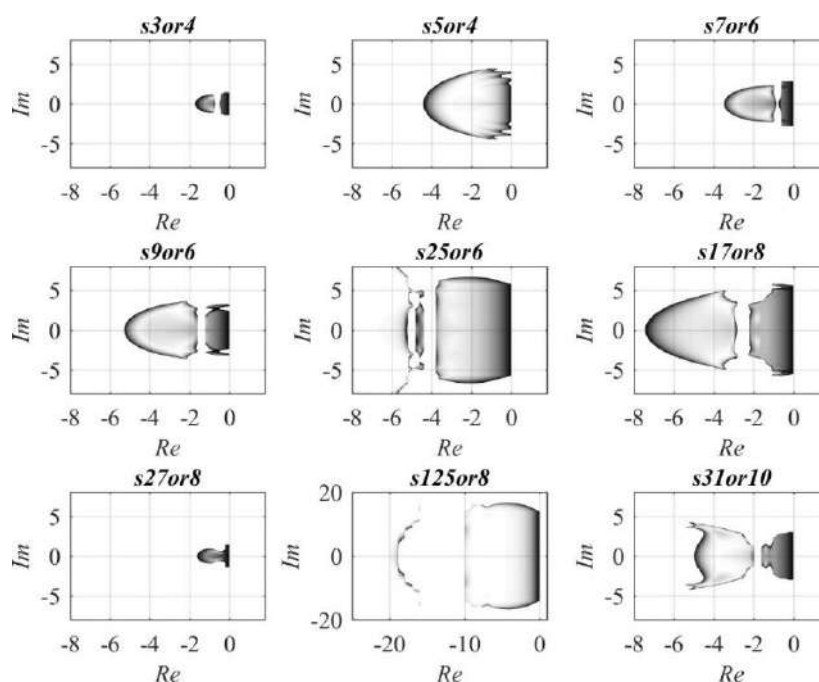 s3or4 s5or4 s7or6
5 5 5
Im 0 Im 0 Im 0
-5 -5 -5
-8 -6 -4 -2 0 -8 -6 -4 -2 0 -8 -6 -4 -2 0
Re Re Re
s9or6 s25or6 s17or8
5 5 5
Im 0 Im 0 Im 0
-5 -5 -5
-8 -6 -4 -2 0 -8 -6 -4 -2 0 -8 -6 -4 -2 0
Re Re Re
s27or8 s125or8 s31or10
5 20 5
Im 0 Im 0 Im 0
-5 -20 -5
-8 -6 -4 -2 0 -20 -10 0 -8 -6 -4 -2 0
Re Re Re